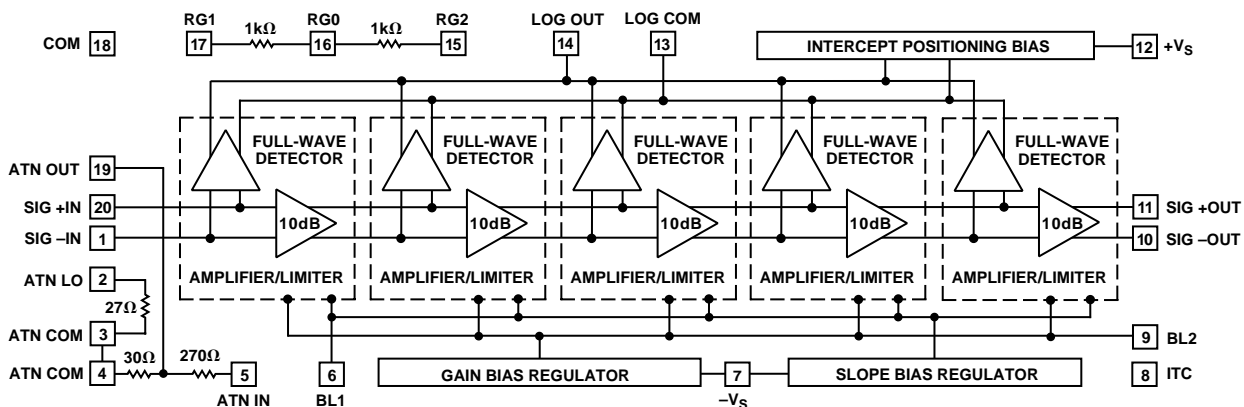 RG1 1kΩ RG0 1kΩ RG2 LOG OUT LOG COM
COM 18 17 16 15 14 13 INTERCEPT POSITIONING BIAS 12 +VS
FULL-WAVE DETECTOR
FULL-WAVE DETECTOR
FULL-WAVE DETECTOR
FULL-WAVE DETECTOR
FULL-WAVE DETECTOR
ATN OUT 19
SIG +IN 20 11 SIG +OUT
10dB 10dB 10dB 10dB 10dB
SIG –IN 1 10 SIG –OUT
AMPLIFIER/LIMITER AMPLIFIER/LIMITER AMPLIFIER/LIMITER AMPLIFIER/LIMITER AMPLIFIER/LIMITER
ATN LO 2
27Ω
ATN COM 3 9 BL2
30Ω 270Ω
ATN COM 4 5 6 GAIN BIAS REGULATOR 7 SLOPE BIAS REGULATOR 8 ITC
ATN IN BL1 –VS